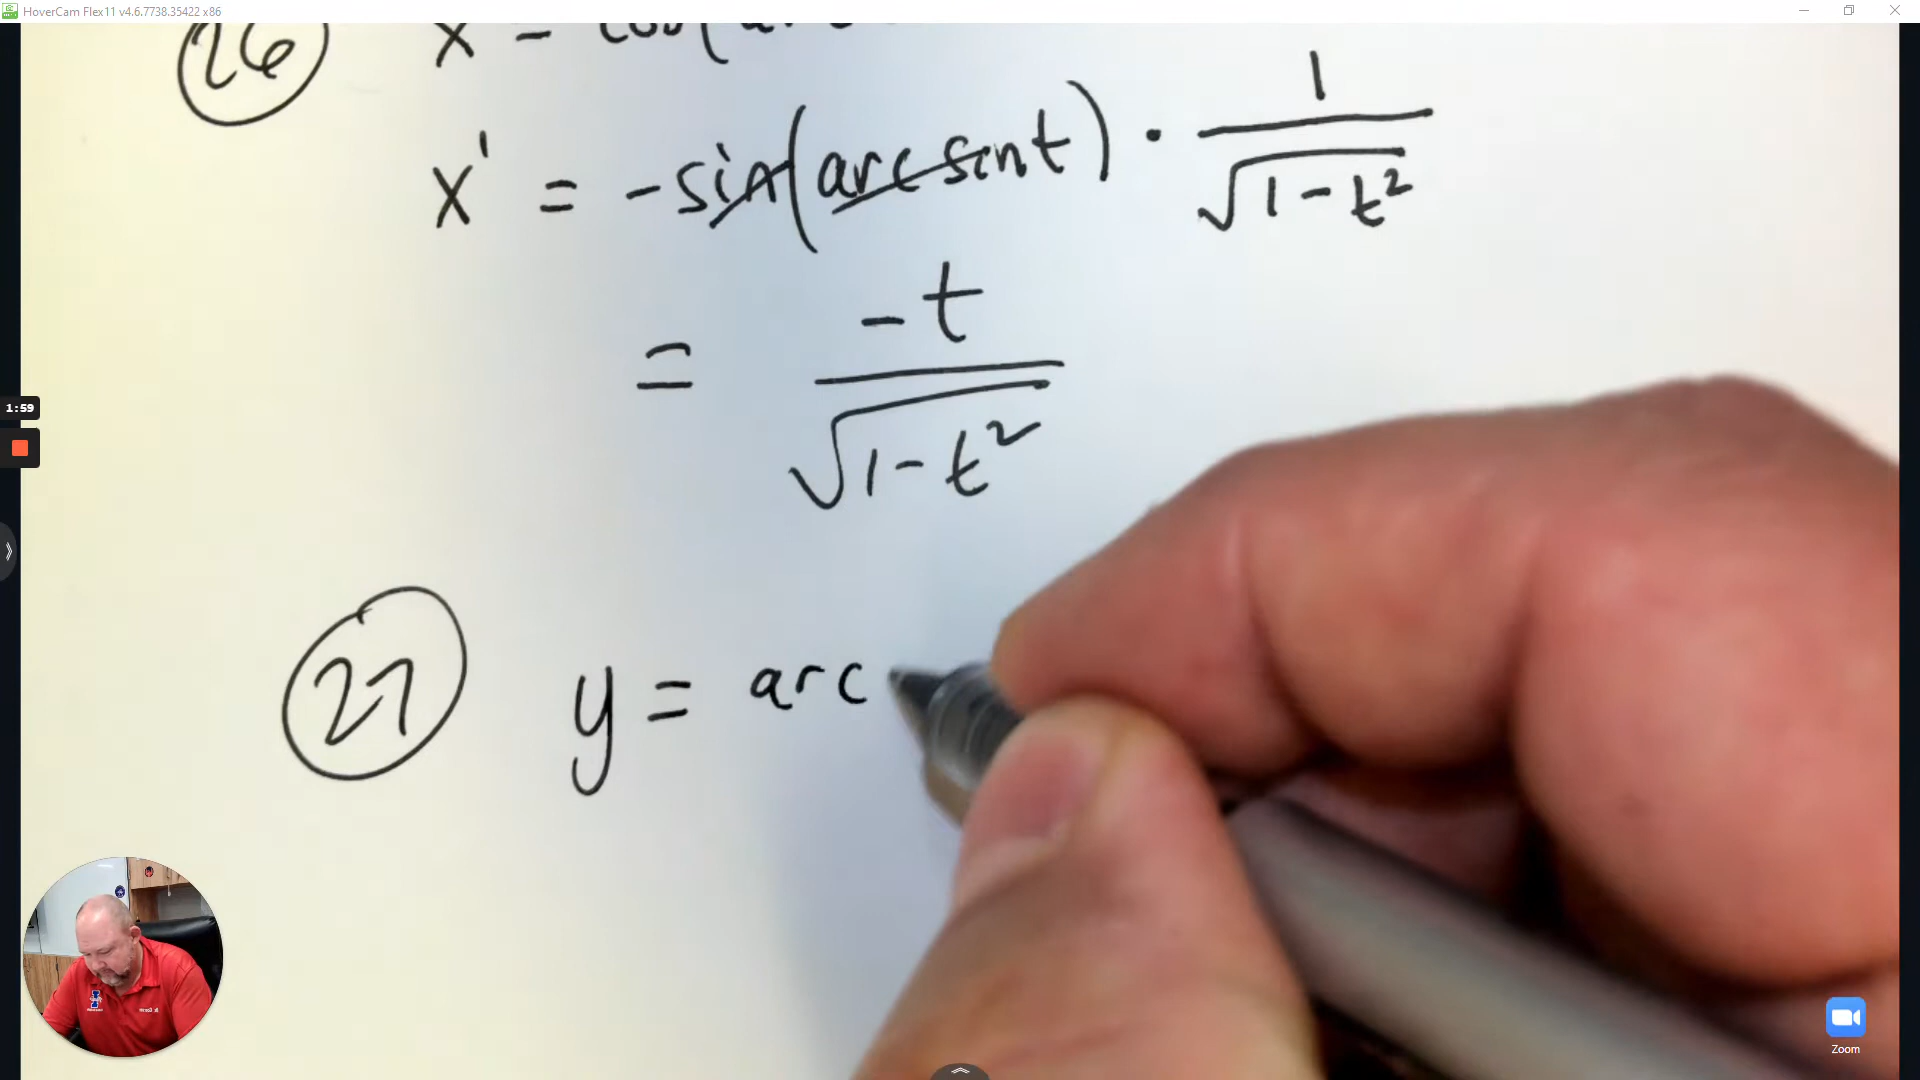 HoverCam Flex11 v4.6.7738.35422 x86
26 x =
x' = -sin(arcsin t) · 1/√(1-t²)
= -t/√(1-t²)
1:59
27 y = arc
Zoom